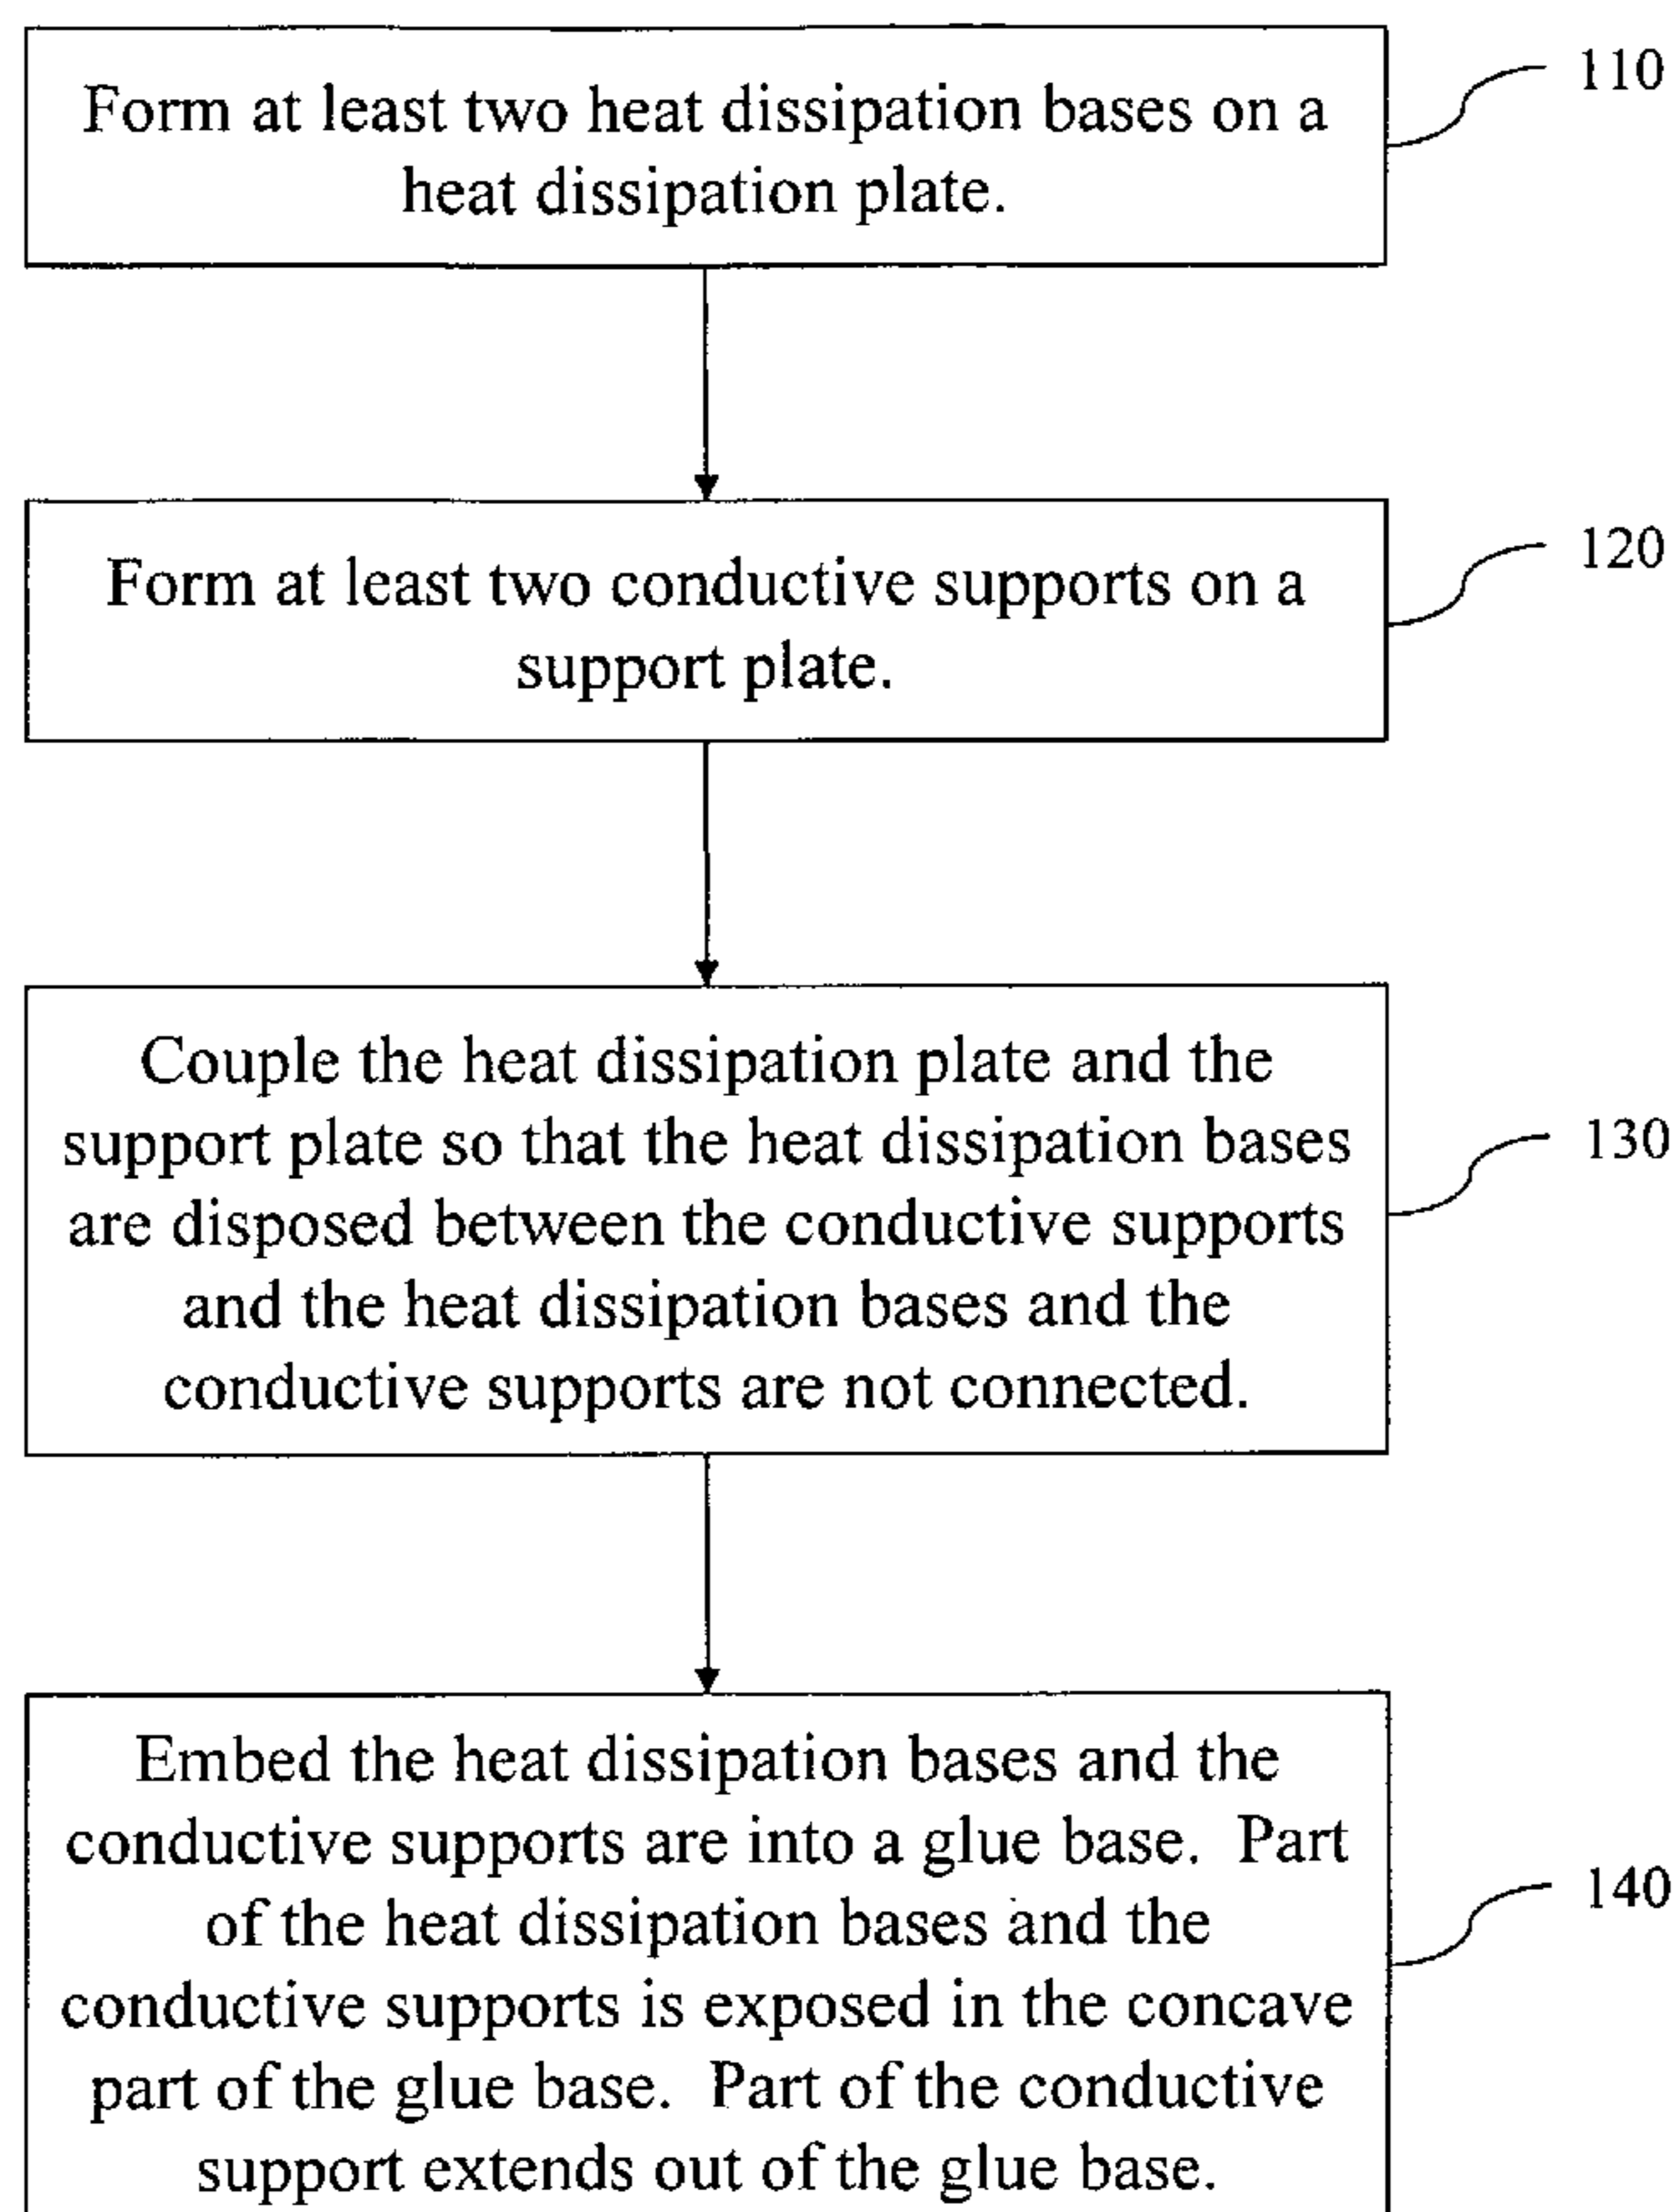 Form at least two heat dissipation bases on a
heat dissipation plate.
110
Form at least two conductive supports on a
support plate.
120
Couple the heat dissipation plate and the
support plate so that the heat dissipation bases
are disposed between the conductive supports
and the heat dissipation bases and the
conductive supports are not connected.
130
Embed the heat dissipation bases and the
conductive supports are into a glue base.  Part
of the heat dissipation bases and the
conductive supports is exposed in the concave
part of the glue base.  Part of the conductive
support extends out of the glue base.
140